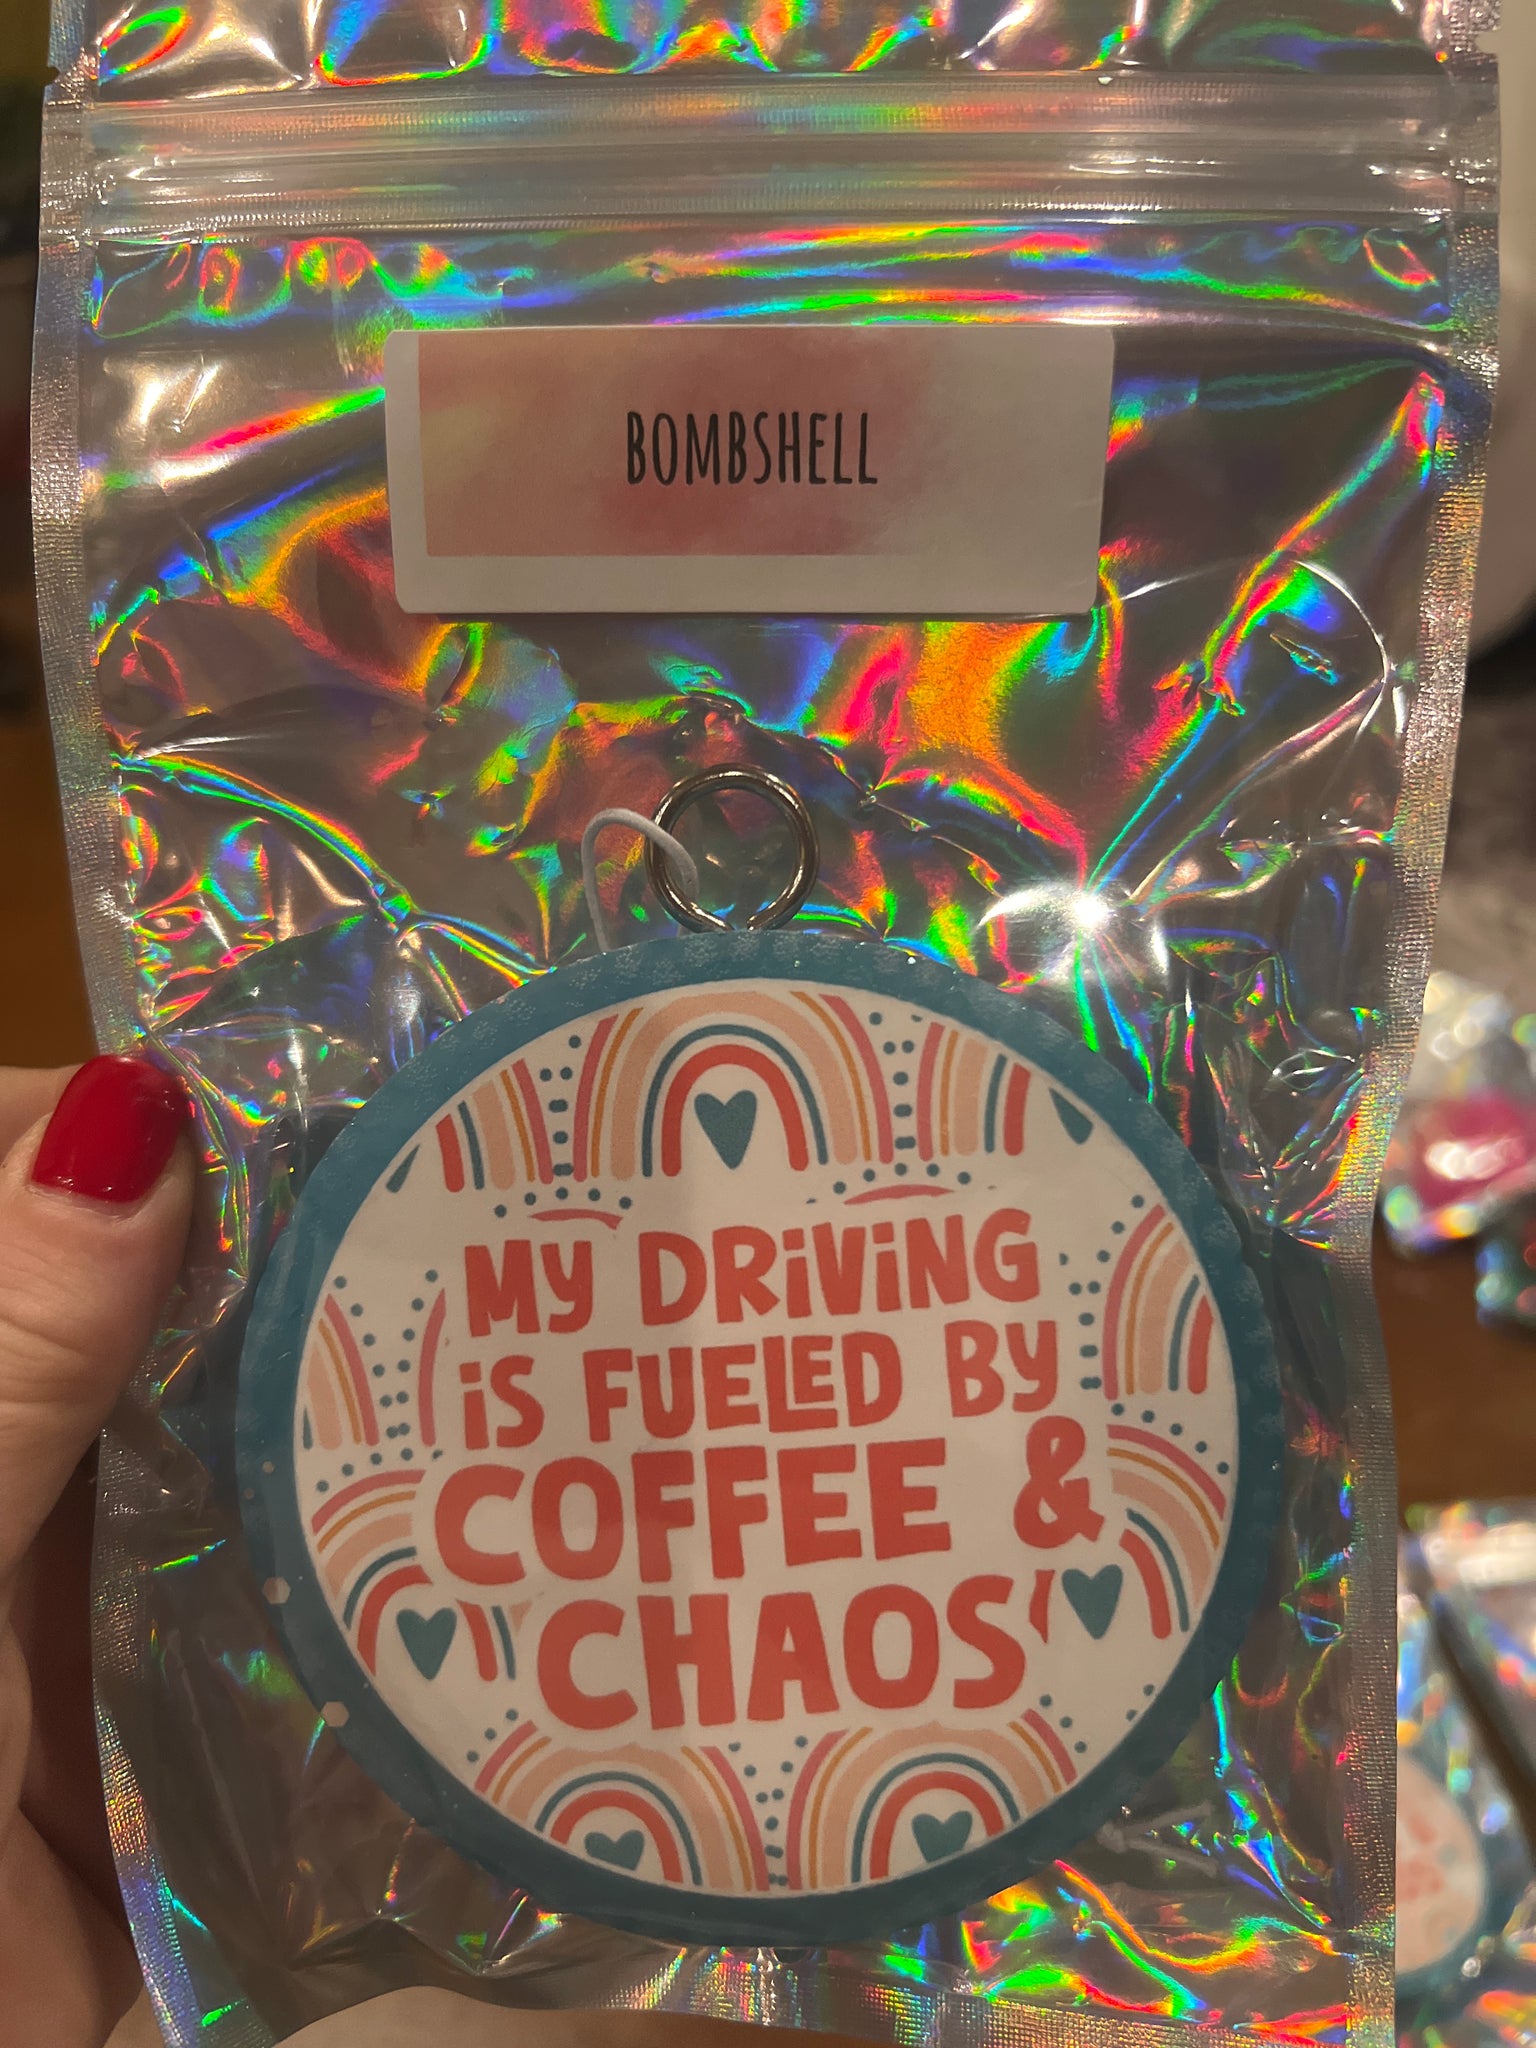 BOMBSHELL
MY DRiViNG
iS FUELED BY
COFFEE &
CHAOS